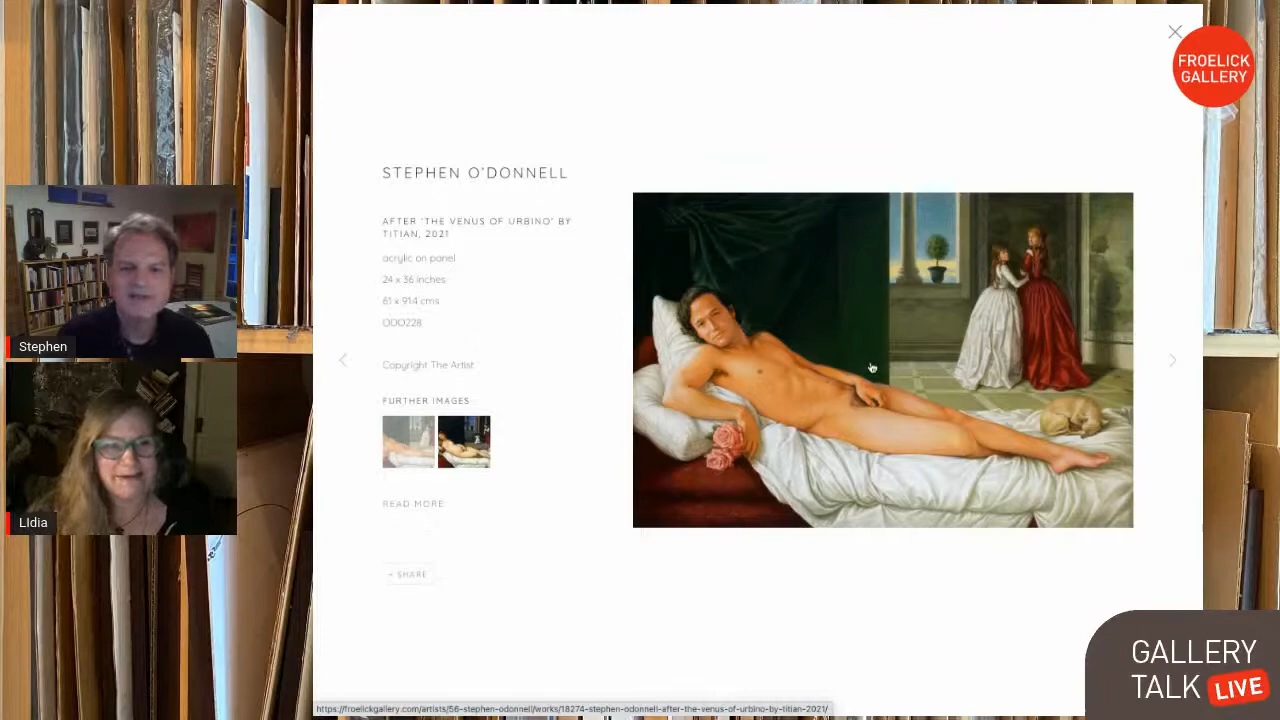 FROELICK
GALLERY
STEPHEN O'DONNELL
AFTER 'THE VENUS OF URBINO' BY
TITIAN, 2021
acrylic on panel
24 x 36 inches
61 x 91.4 cms
OOO228
Copyright The Artist
FURTHER IMAGES
READ MORE
+ SHARE
Stephen
LIdia
GALLERY
TALK LIVE
https://froelickgallery.com/artists/56-stephen-odonnell/works/18274-stephen-odonnell-after-the-venus-of-urbino-by-titian-2021/